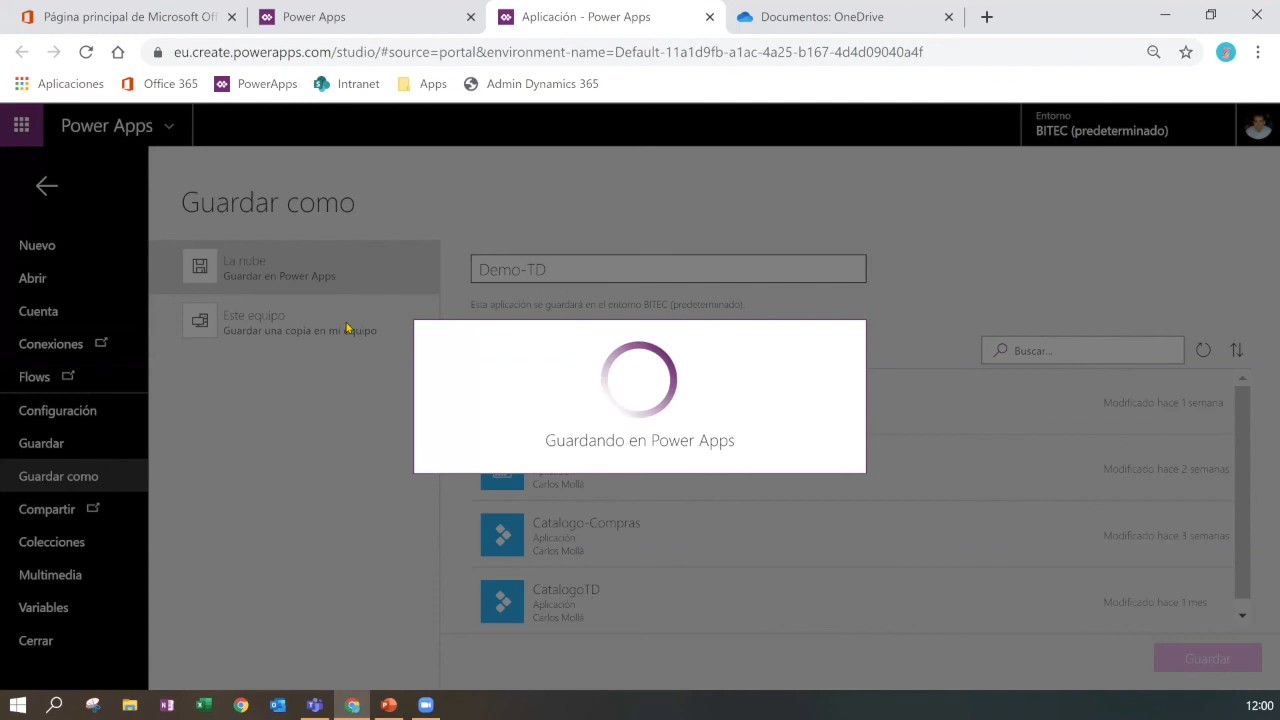 Página principal de Microsoft Off
Power Apps
Aplicación - Power Apps
Documentos: OneDrive
eu.create.powerapps.com/studio/#source=portal&environment-name=Default-11a1d9fb-a1ac-4a25-b167-4d4d09040a4f
Aplicaciones
Office 365
PowerApps
Intranet
Apps
Admin Dynamics 365
Power Apps
Entorno
BITEC (predeterminado)
Guardar como
Nuevo
Abrir
Cuenta
Conexiones
Flows
Configuración
Guardar
Guardar como
Compartir
Colecciones
Multimedia
Variables
Cerrar
La nube
Guardar en Power Apps
Este equipo
Guardar una copia en mi equipo
Demo-TD
Esta aplicación se guardará en el entorno BITEC (predeterminado).
Buscar...
Guardando en Power Apps
Modificado hace 1 semana
Carlos Mollá
Modificado hace 2 semanas
Catalogo-Compras
Aplicación
Carlos Mollá
Modificado hace 3 semanas
CatalogoTD
Aplicación
Carlos Mollá
Modificado hace 1 mes
Guardar
12:00